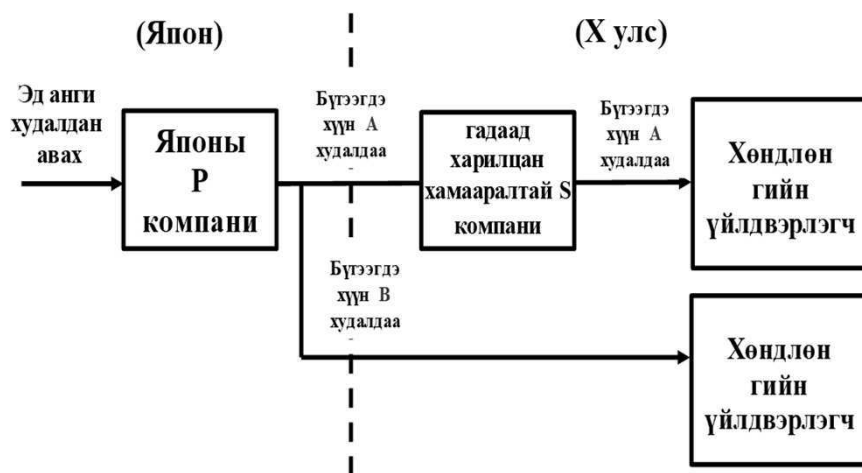 (Япон)
(Х улс)
Эд анги
худалдан
авах
Японы
Р
компани
Бүтээгдэ
хүүн А
худалдаа
гадаад
харилцан
хамааралтай S
компани
Бүтээгдэ
хүүн А
худалдаа
Хөндлөн
гийн
үйлдвэрлэгч
Бүтээгдэ
хүүн В
худалдаа
Хөндлөн
гийн
үйлдвэрлэгч